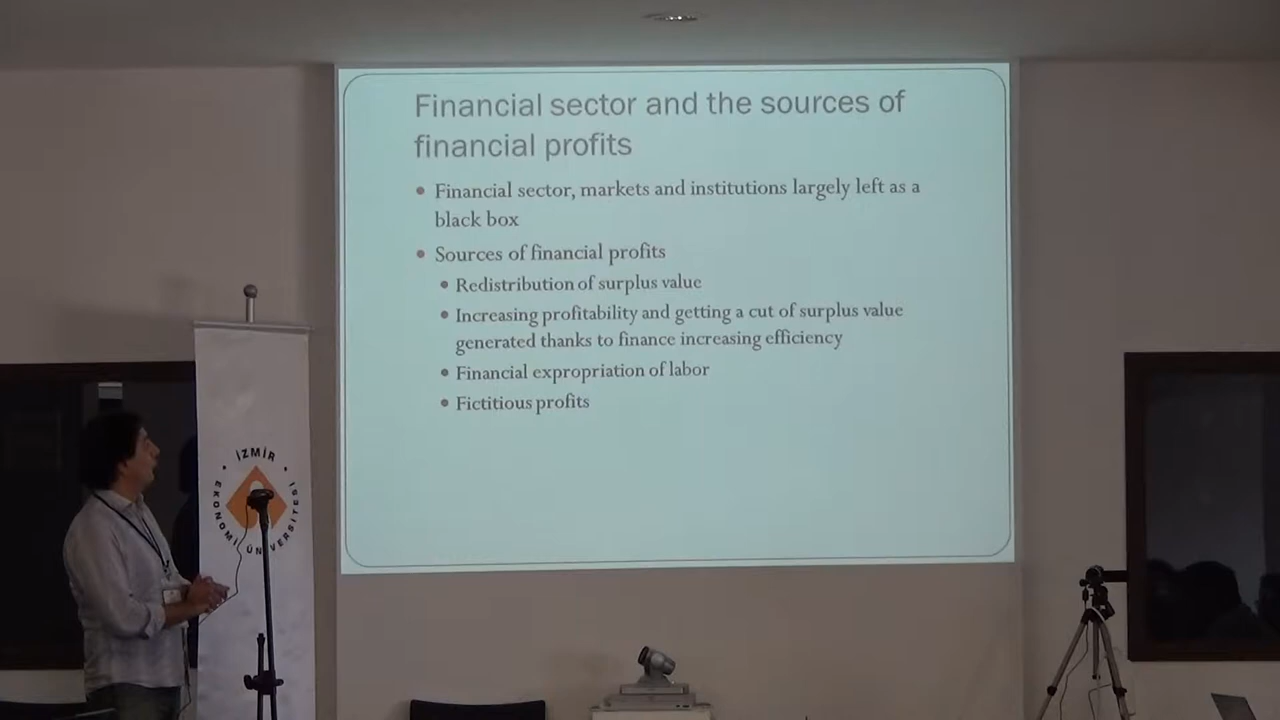 Financial sector and the sources of
financial profits
• Financial sector, markets and institutions largely left as a
black box
• Sources of financial profits
• Redistribution of surplus value
• Increasing profitability and getting a cut of surplus value
generated thanks to finance increasing efficiency
• Financial expropriation of labor
• Fictitious profits
İZMİR
EKONOMİ ÜNİVERSİTESİ